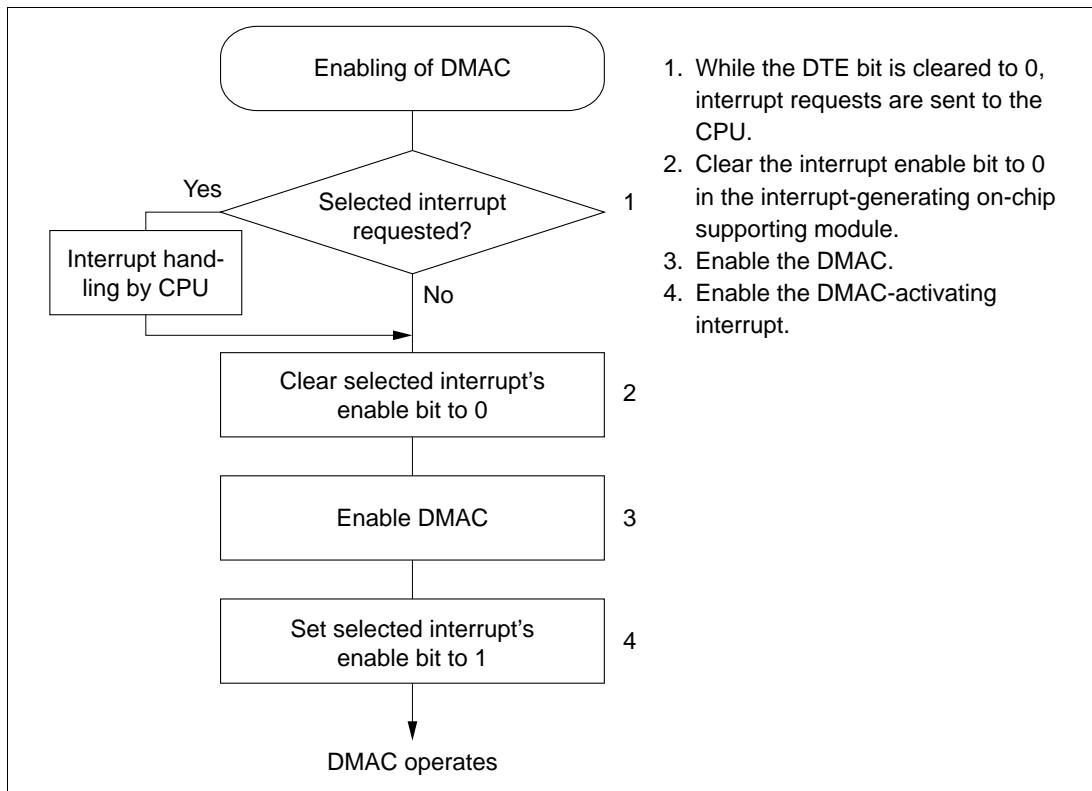 Enabling of DMAC
Yes
Selected interrupt
requested?
1
Interrupt hand-
ling by CPU
No
Clear selected interrupt's
enable bit to 0
2
Enable DMAC
3
Set selected interrupt's
enable bit to 1
4
DMAC operates
1. While the DTE bit is cleared to 0,
interrupt requests are sent to the
CPU.
2. Clear the interrupt enable bit to 0
in the interrupt-generating on-chip
supporting module.
3. Enable the DMAC.
4. Enable the DMAC-activating
interrupt.